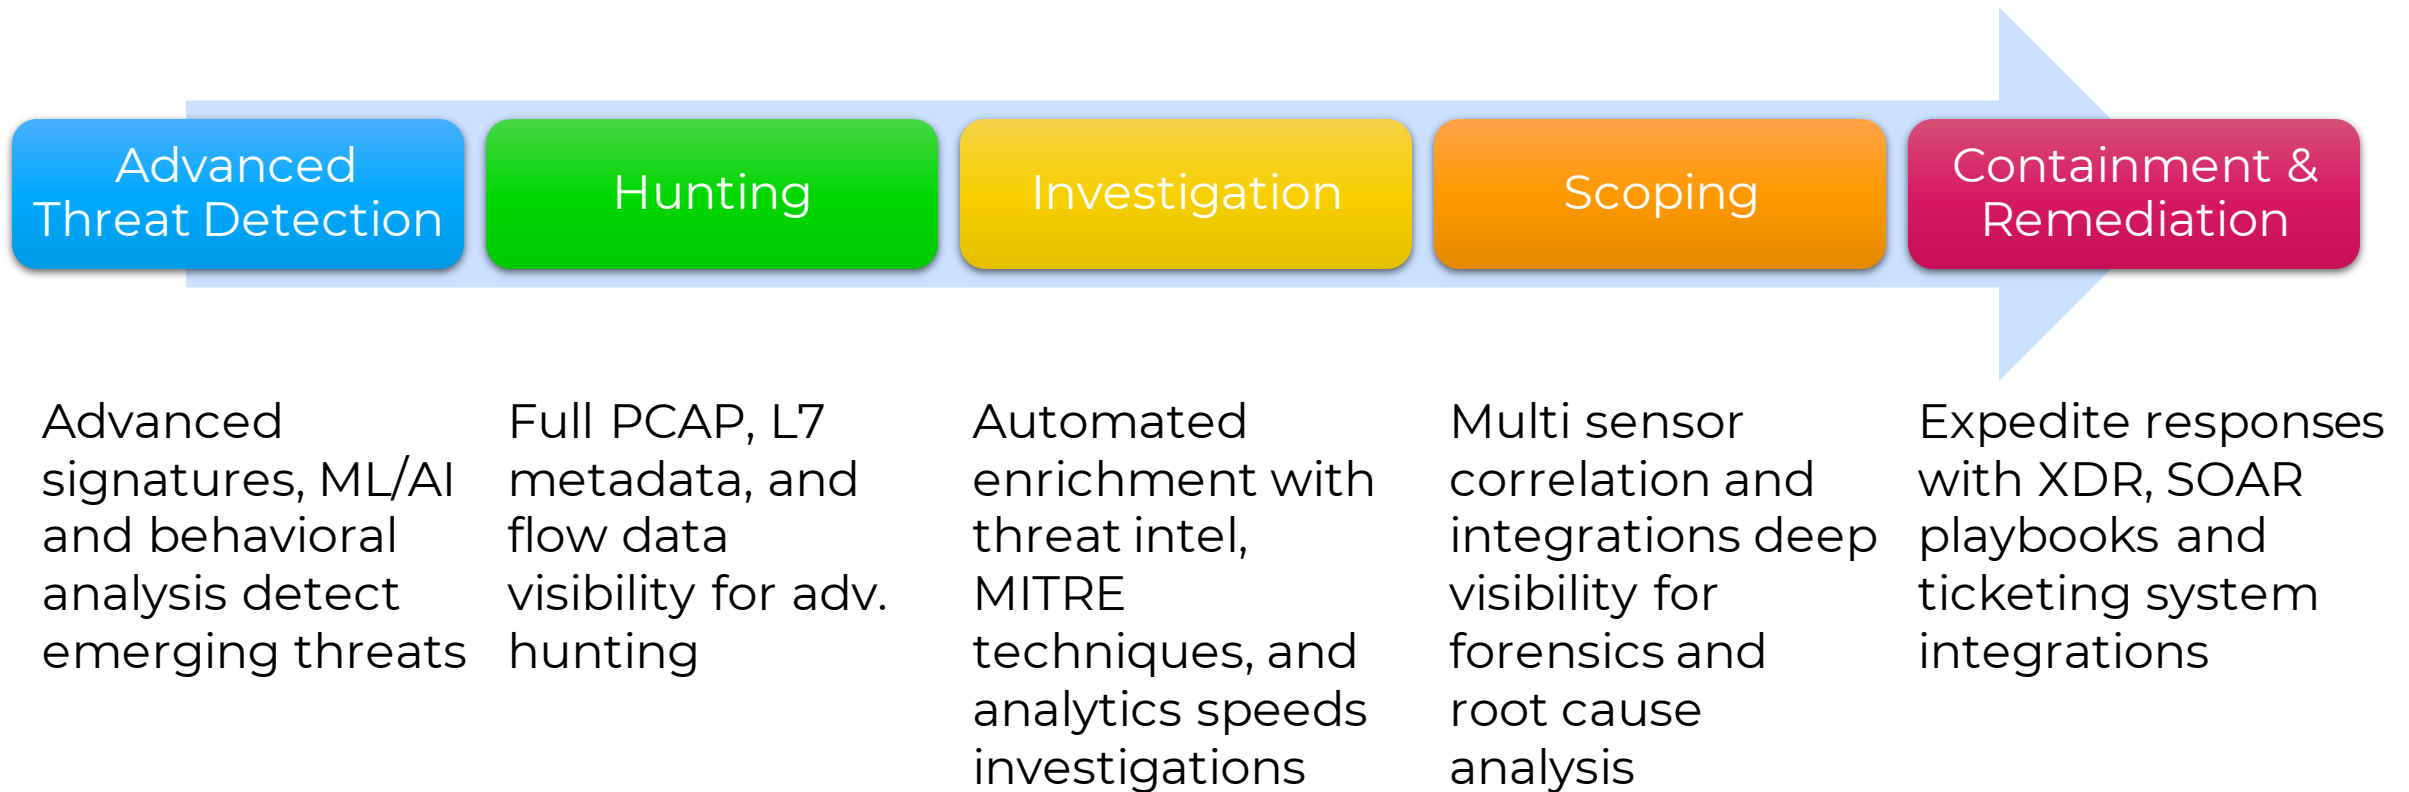 Advanced
Threat Detection
Hunting
Investigation
Scoping
Containment &
Remediation
Advanced
signatures, ML/AI
and behavioral
analysis detect
emerging threats
Full PCAP, L7
metadata, and
flow data
visibility for adv.
hunting
Automated
enrichment with
threat intel,
MITRE
techniques, and
analytics speeds
investigations
Multi sensor
correlation and
integrations deep
visibility for
forensics and
root cause
analysis
Expedite responses
with XDR, SOAR
playbooks and
ticketing system
integrations